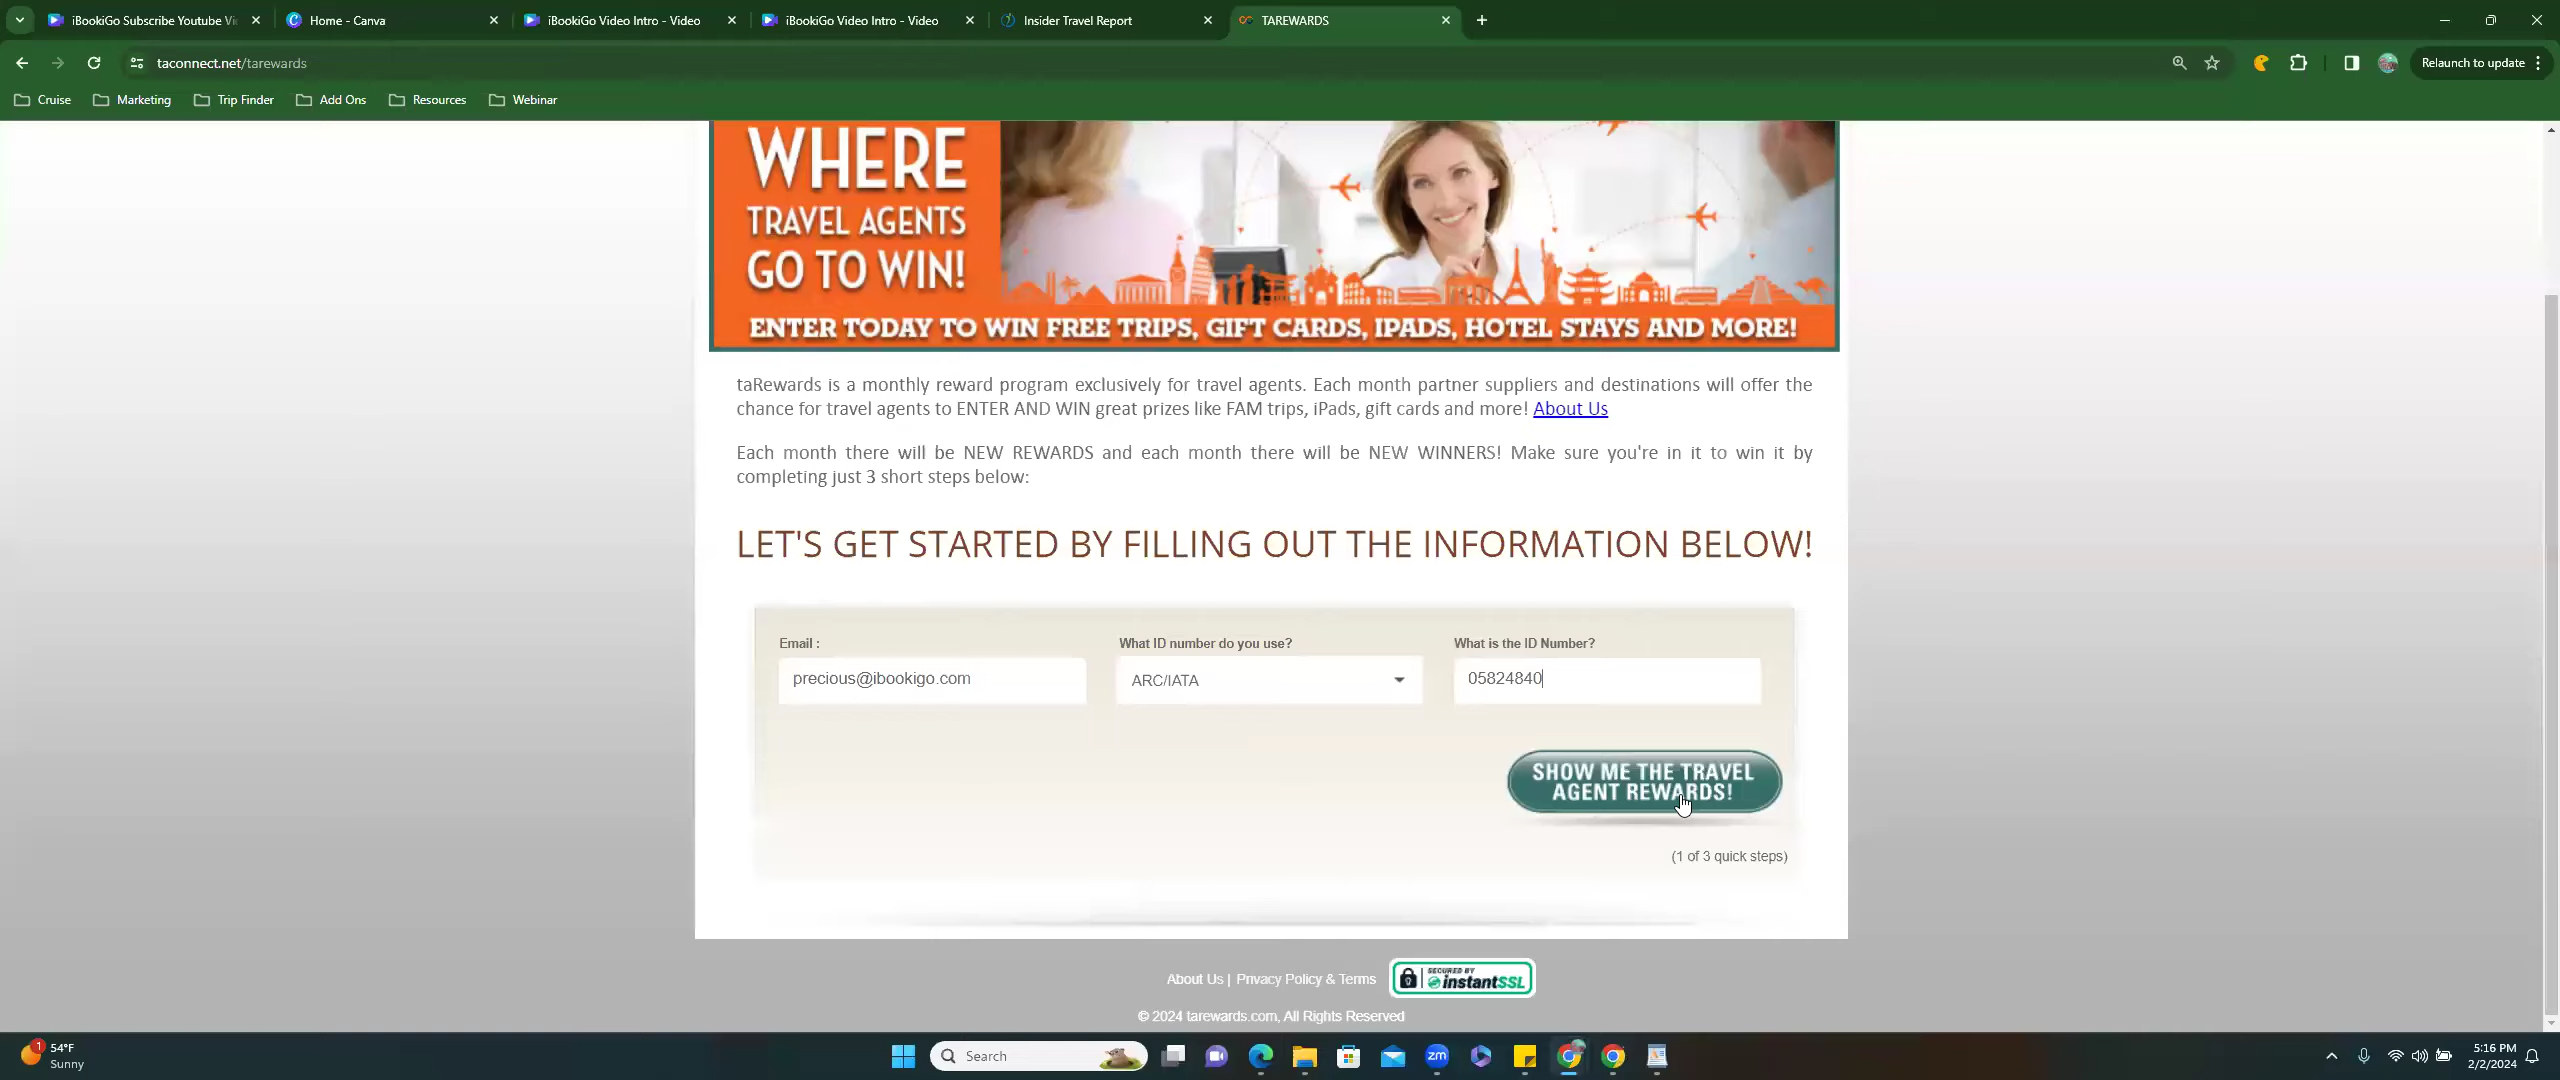 iBookiGo Subscribe Youtube Vi
Home - Canva
iBookiGo Video Intro - Video
iBookiGo Video Intro - Video
Insider Travel Report
TAREWARDS
taconnect.net/tarewards
Relaunch to update
Cruise
Marketing
Trip Finder
Add Ons
Resources
Webinar
WHERE
TRAVEL AGENTS
GO TO WIN!
ENTER TODAY TO WIN FREE TRIPS, GIFT CARDS, IPADS, HOTEL STAYS AND MORE!
taRewards is a monthly reward program exclusively for travel agents. Each month partner suppliers and destinations will offer the
chance for travel agents to ENTER AND WIN great prizes like FAM trips, iPads, gift cards and more! About Us
Each month there will be NEW REWARDS and each month there will be NEW WINNERS! Make sure you're in it to win it by
completing just 3 short steps below:
LET'S GET STARTED BY FILLING OUT THE INFORMATION BELOW!
Email :
What ID number do you use?
What is the ID Number?
precious@ibookigo.com
ARC/IATA
05824840
SHOW ME THE TRAVEL
AGENT REWARDS!
(1 of 3 quick steps)
About Us | Privacy Policy & Terms
SECURED BY
instantSSL
© 2024 tarewards.com, All Rights Reserved
1
54°F
Sunny
Search
zm
5:16 PM
2/2/2024